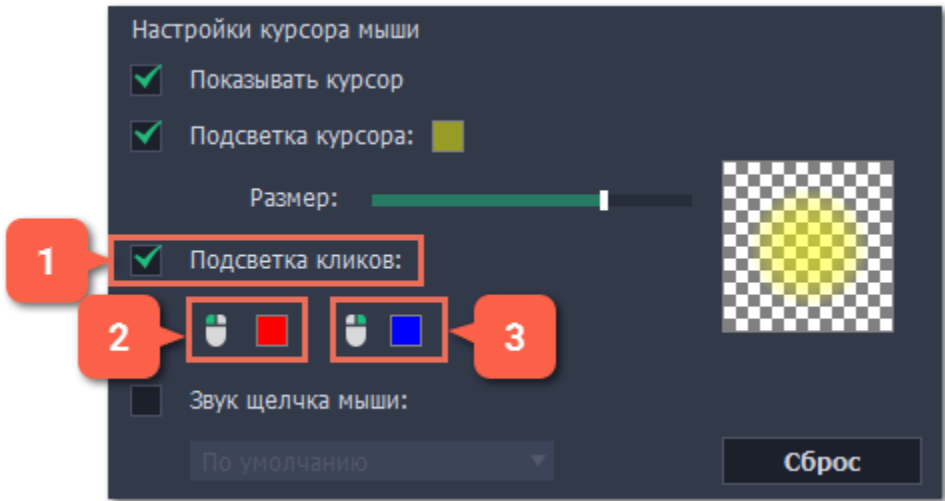 Настройки курсора мыши
Показывать курсор
Подсветка курсора:
Размер:
1
Подсветка кликов:
2
3
Звук щелчка мыши:
По умолчанию
Сброс